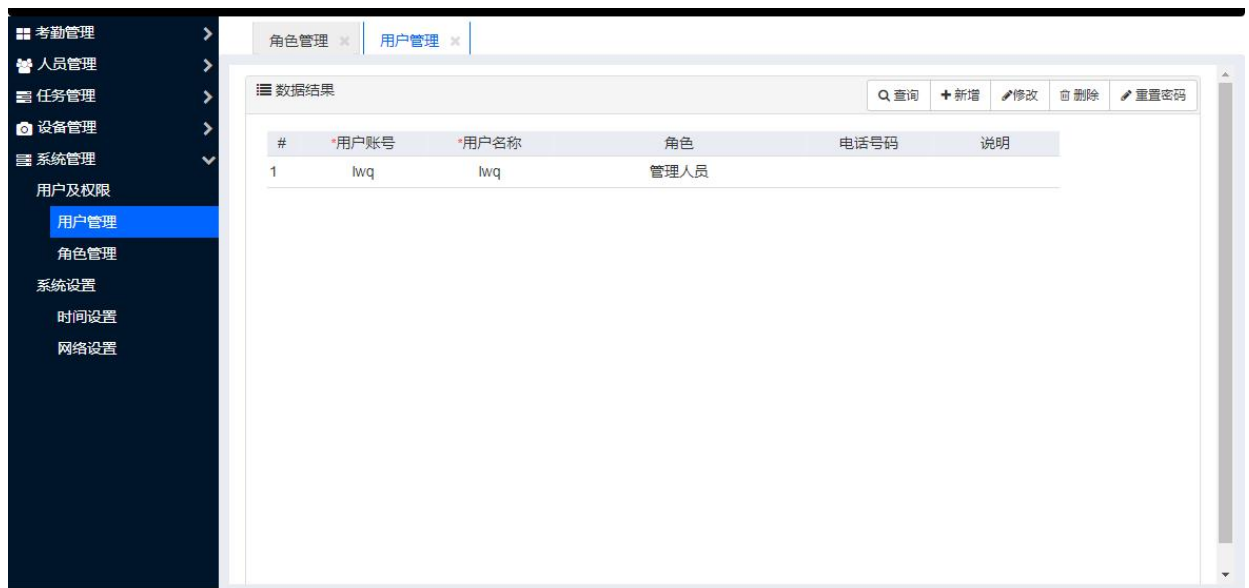 考勤管理
人员管理
任务管理
设备管理
系统管理
用户及权限
用户管理
角色管理
系统设置
时间设置
网络设置
角色管理 用户管理
数据结果 查询 新增 修改 删除 重置密码
# *用户账号 *用户名称 角色 电话号码 说明
1 lwq lwq 管理人员